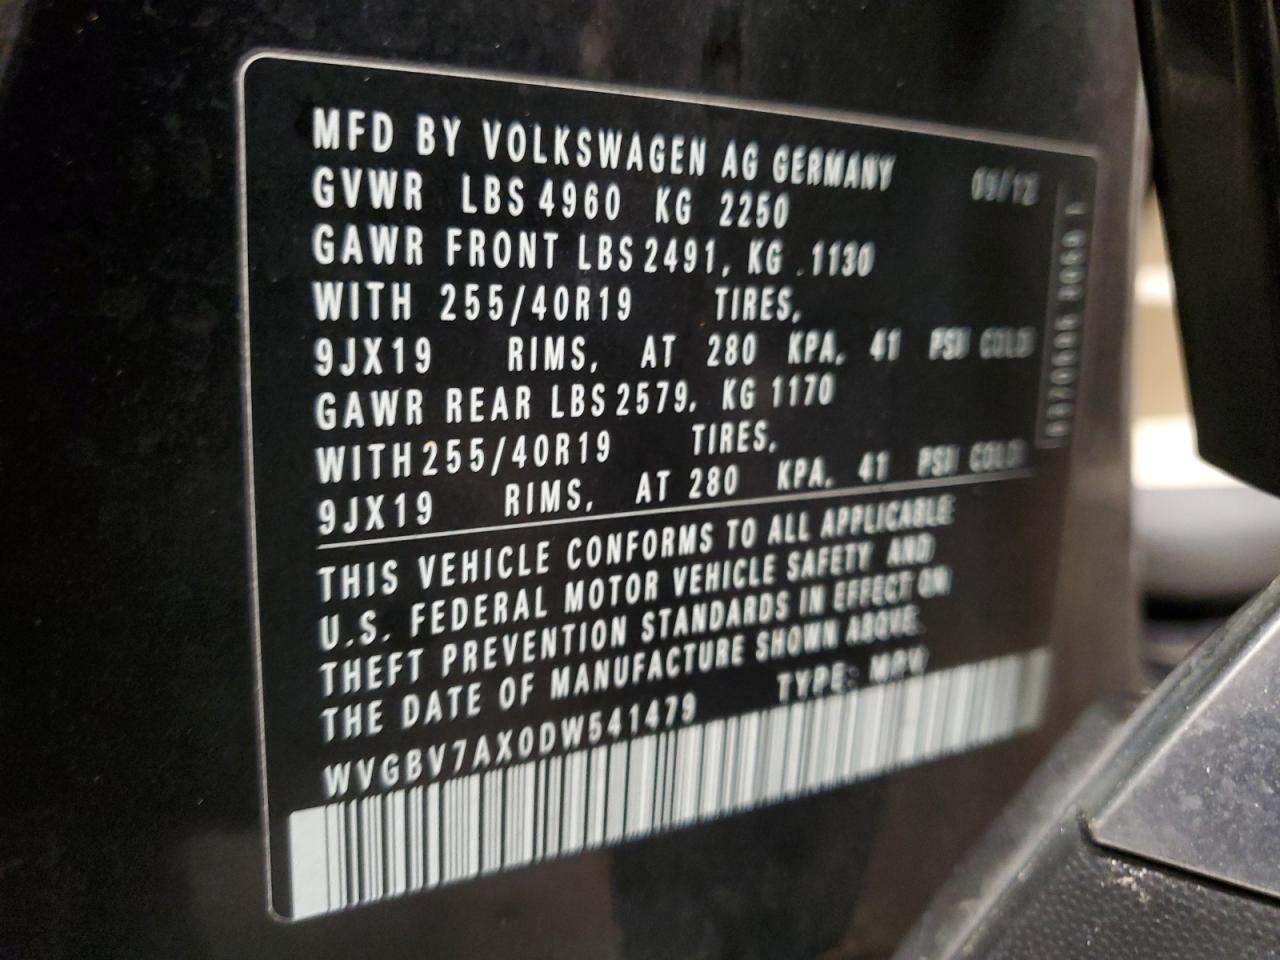 MFD BY VOLKSWAGEN AG GERMANY 09/12
GVWR LBS 4960 KG 2250
GAWR FRONT LBS 2491, KG .1130
WITH 255/40R19 TIRES,
9JX19 RIMS, AT 280 KPA, 41 PSI/ COLD
GAWR REAR LBS 2579, KG 1170
WITH 255/40R19 TIRES,
9JX19 RIMS, AT 280 KPA, 41 PSI/ COLD
THIS VEHICLE CONFORMS TO ALL APPLICABLE
U.S. FEDERAL MOTOR VEHICLE SAFETY AND
THEFT PREVENTION STANDARDS IN EFFECT ON
THE DATE OF MANUFACTURE SHOWN ABOVE.
WVGBV7AX0DW541479 TYPE: MPV